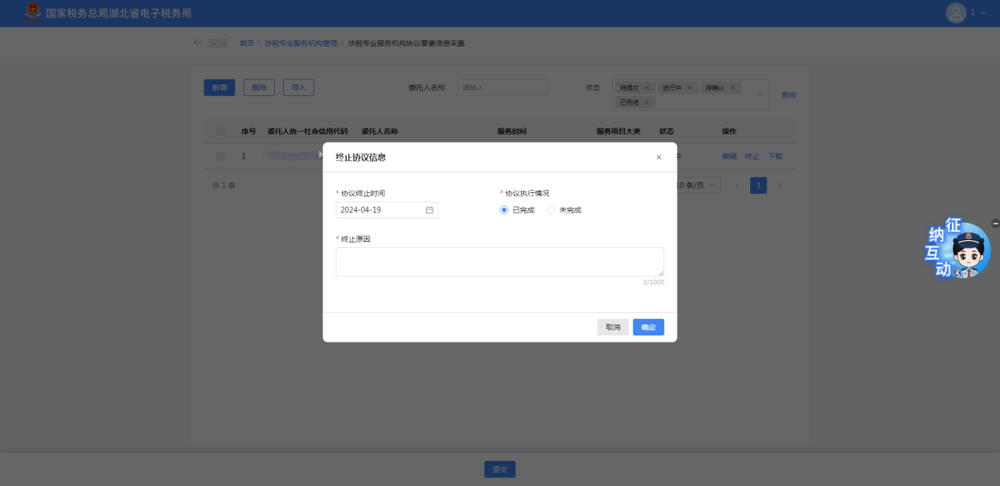 国家税务总局湖北省电子税务局
1
返回 首页 涉税专业服务机构管理 涉税专业服务机构协议要素信息采集
新增 删除 导入 委托人名称 请输入 状态 待提交 进行中 待确认
已拒绝 查询
序号 委托人统一社会信用代码 委托人名称 服务时间 服务项目大类 状态 操作
1 编辑 终止 下载
共 1 条 10 条/页 1
终止协议信息
* 协议终止时间 * 协议执行情况
2024-04-19 已完成 未完成
* 终止原因
0/1000
取消 确定
征
纳
互
动
提交